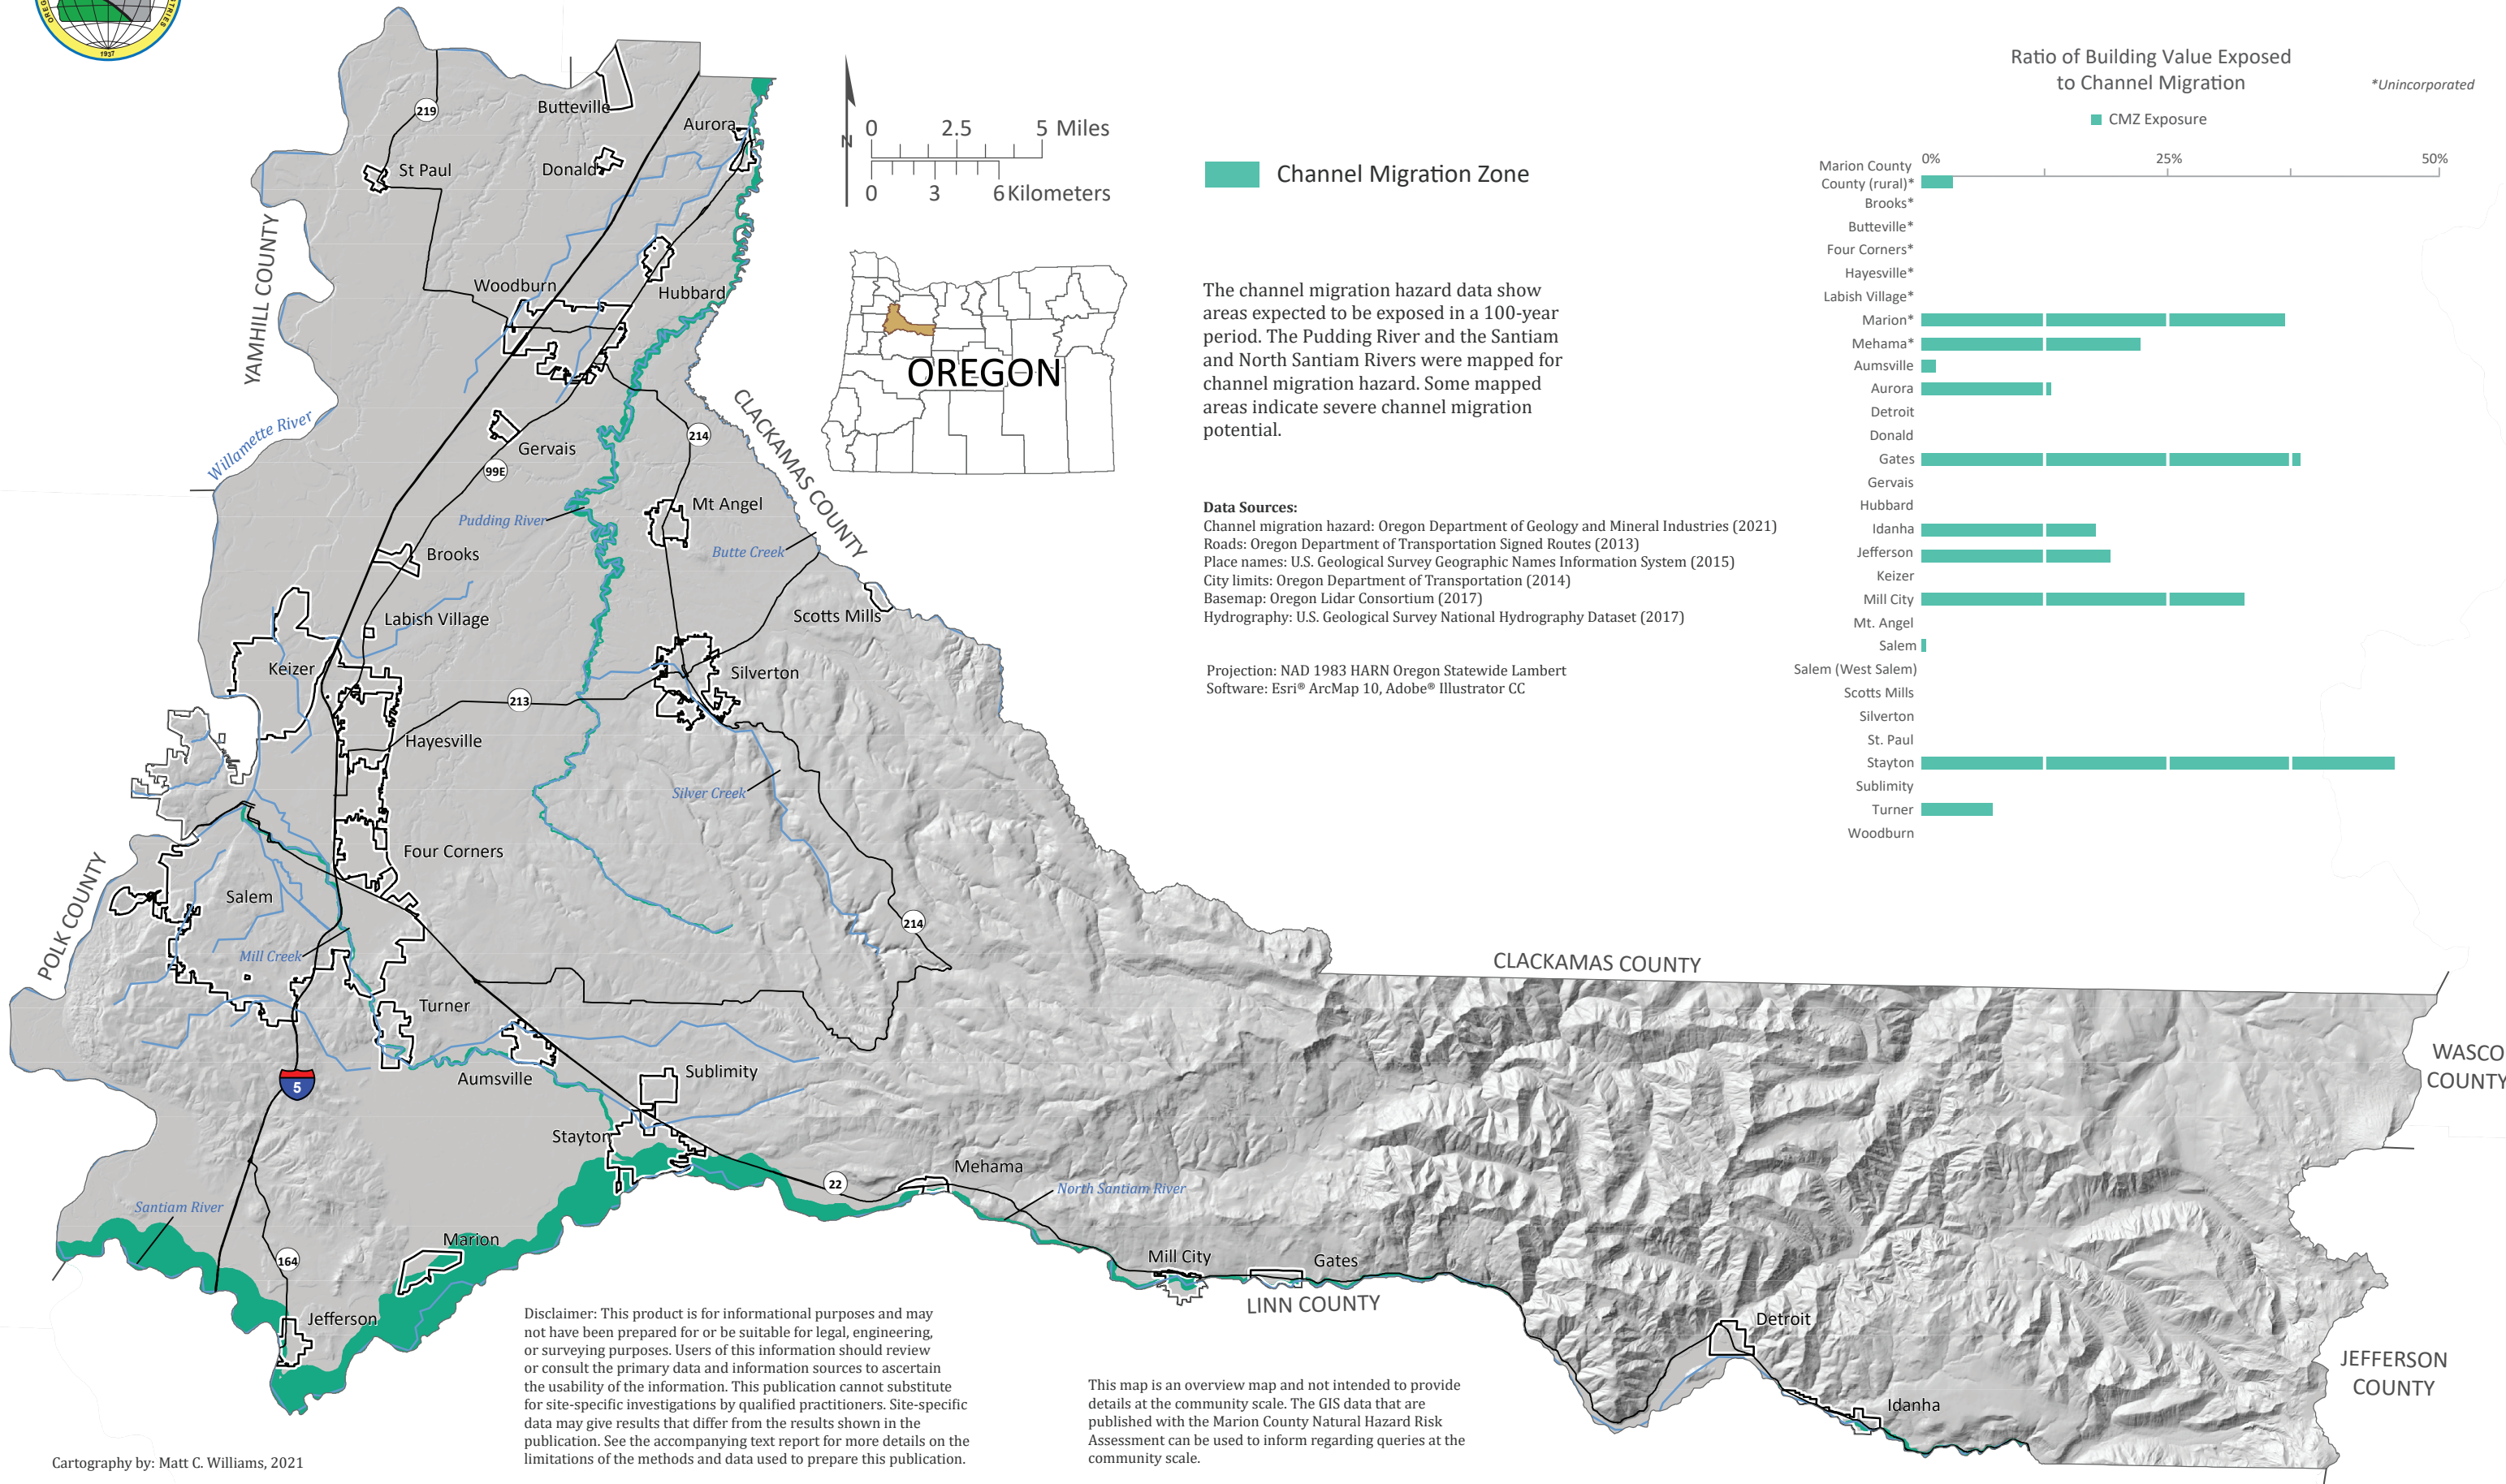 OREG
STRIES
1937
Butteville
219
Aurora
St Paul
Donald
YAMHILL COUNTY
Woodburn
Hubbard
Willamette River
Gervais
99E
214
CLACKAMAS COUNTY
Pudding River
Mt Angel
Butte Creek
Brooks
Labish Village
Scotts Mills
Keizer
Silverton
213
Hayesville
Silver Creek
Four Corners
POLK COUNTY
Salem
214
Mill Creek
Turner
5
Aumsville
Sublimity
Stayton
Mehama
22
North Santiam River
Santiam River
164
Marion
Jefferson
Mill City
Gates
LINN COUNTY
Detroit
Idanha
CLACKAMAS COUNTY
WASCO
COUNTY
JEFFERSON
COUNTY
N
0 2.5 5 Miles
0 3 6 Kilometers
OREGON
Channel Migration Zone
The channel migration hazard data show
areas expected to be exposed in a 100-year
period. The Pudding River and the Santiam
and North Santiam Rivers were mapped for
channel migration hazard. Some mapped
areas indicate severe channel migration
potential.
Data Sources:
Channel migration hazard: Oregon Department of Geology and Mineral Industries (2021)
Roads: Oregon Department of Transportation Signed Routes (2013)
Place names: U.S. Geological Survey Geographic Names Information System (2015)
City limits: Oregon Department of Transportation (2014)
Basemap: Oregon Lidar Consortium (2017)
Hydrography: U.S. Geological Survey National Hydrography Dataset (2017)
Projection: NAD 1983 HARN Oregon Statewide Lambert
Software: Esri® ArcMap 10, Adobe® Illustrator CC
Ratio of Building Value Exposed
to Channel Migration
*Unincorporated
CMZ Exposure
0% 25% 50%
Marion County
County (rural)*
Brooks*
Butteville*
Four Corners*
Hayesville*
Labish Village*
Marion*
Mehama*
Aumsville
Aurora
Detroit
Donald
Gates
Gervais
Hubbard
Idanha
Jefferson
Keizer
Mill City
Mt. Angel
Salem
Salem (West Salem)
Scotts Mills
Silverton
St. Paul
Stayton
Sublimity
Turner
Woodburn
Disclaimer: This product is for informational purposes and may
not have been prepared for or be suitable for legal, engineering,
or surveying purposes. Users of this information should review
or consult the primary data and information sources to ascertain
the usability of the information. This publication cannot substitute
for site-specific investigations by qualified practitioners. Site-specific
data may give results that differ from the results shown in the
publication. See the accompanying text report for more details on the
limitations of the methods and data used to prepare this publication.
This map is an overview map and not intended to provide
details at the community scale. The GIS data that are
published with the Marion County Natural Hazard Risk
Assessment can be used to inform regarding queries at the
community scale.
Cartography by: Matt C. Williams, 2021